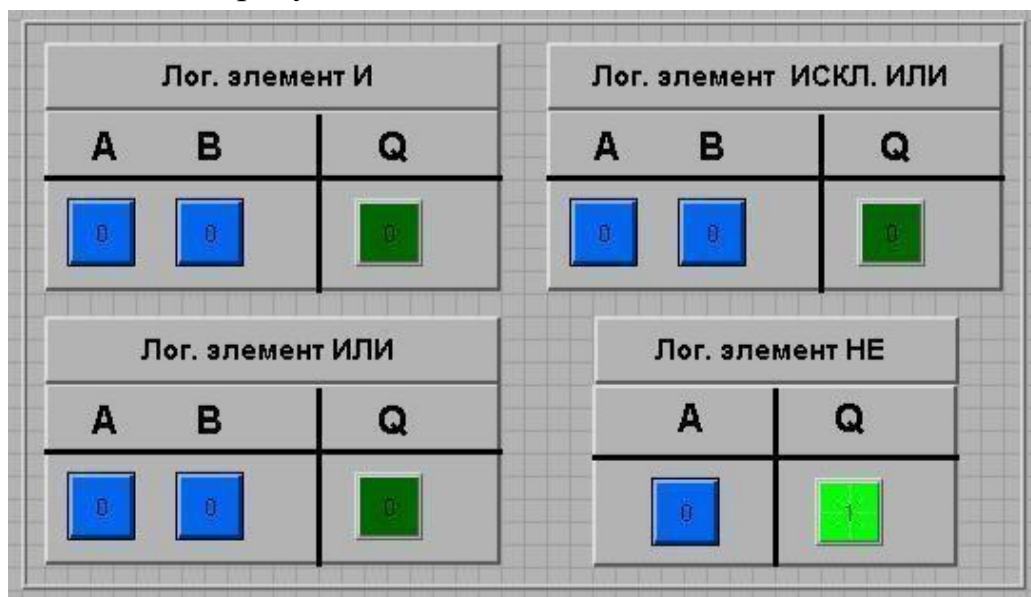 Лог. элемент И
A B Q
0 0 0
Лог. элемент ИСКЛ. ИЛИ
A B Q
0 0 0
Лог. элемент ИЛИ
A B Q
0 0 0
Лог. элемент НЕ
A Q
0 1